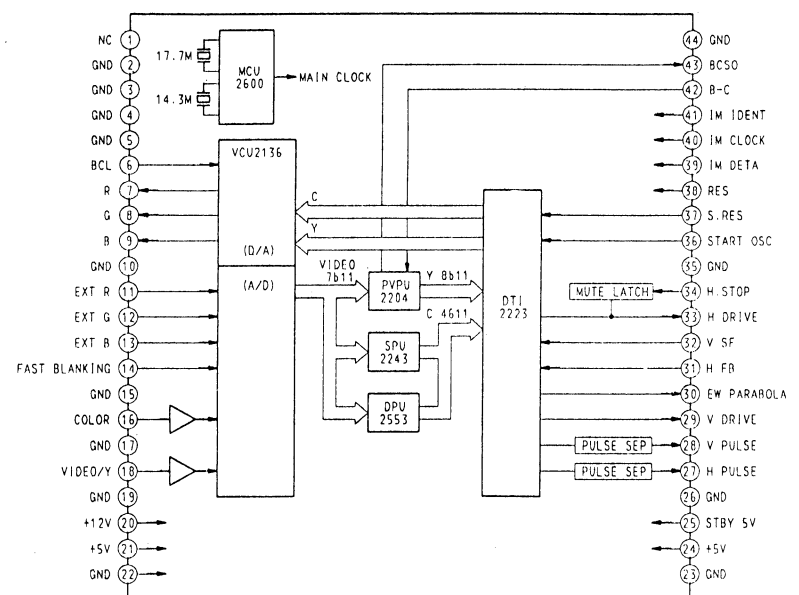 NC 1
GND 2
GND 3
GND 4
GND 5
BCL 6
R 7
G 8
B 9
GND 10
EXT R 11
EXT G 12
EXT B 13
FAST BLANKING 14
GND 15
COLOR 16
GND 17
VIDEO/Y 18
GND 19
+12V 20
+5V 21
GND 22
17.7M
14.3M
MCU
2600
MAIN CLOCK
VCU2136
(D/A)
(A/D)
C
Y
VIDEO
7b11
PVPU
2204
Y 8b11
C 4611
SPU
2243
DPU
2553
DTI
2223
MUTE LATCH
PULSE SEP
PULSE SEP
44 GND
43 BCSO
42 B-C
41 IM IDENT
40 IM CLOCK
39 IM DETA
38 RES
37 S.RES
36 START OSC
35 GND
34 H.STOP
33 H DRIVE
32 V SF
31 H FB
30 EW PARABOLA
29 V DRIVE
28 V PULSE
27 H PULSE
26 GND
25 STBY 5V
24 +5V
23 GND